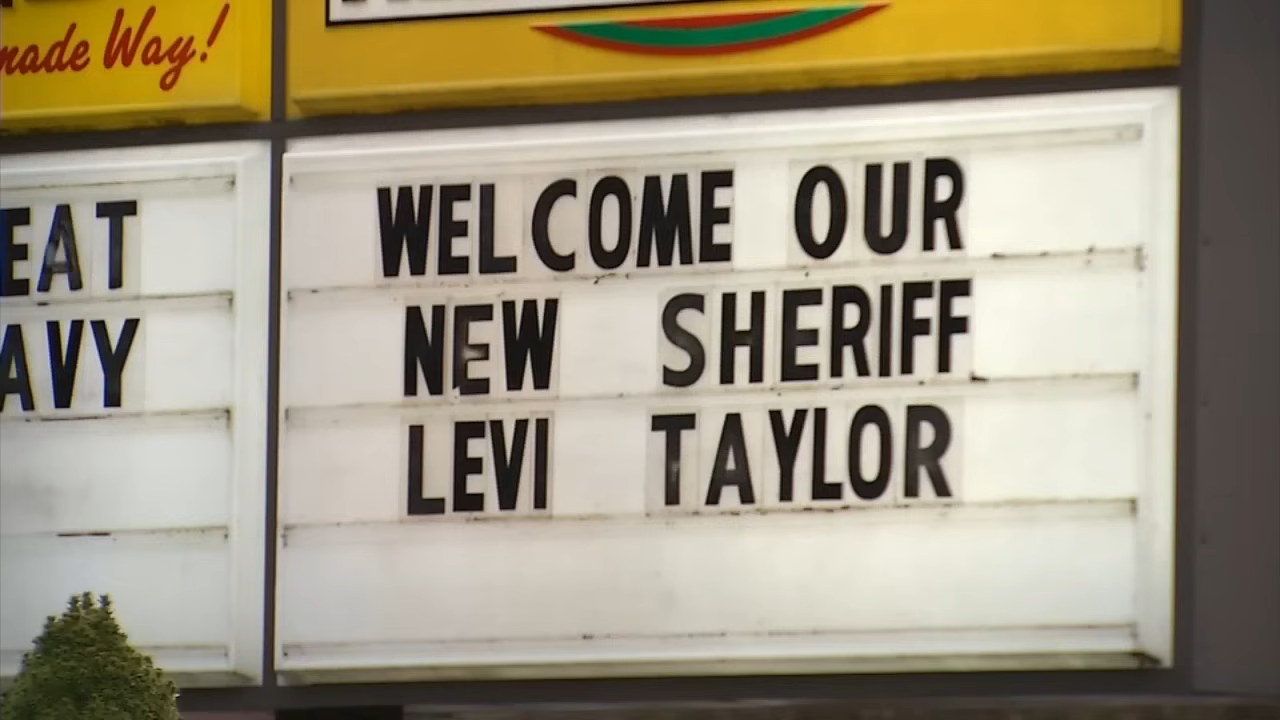 made Way!
EAT
AVY
WELCOME OUR
NEW SHERIFF
LEVI TAYLOR